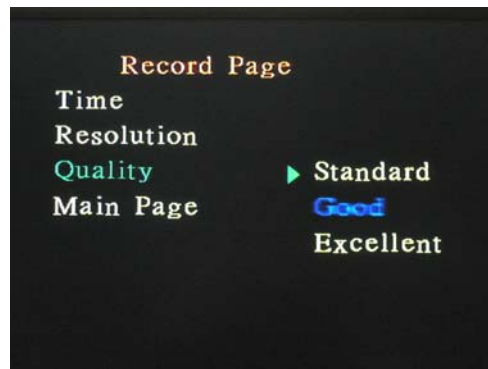 Record Page
Time
Resolution
Quality
Standard
Main Page
Good
Excellent